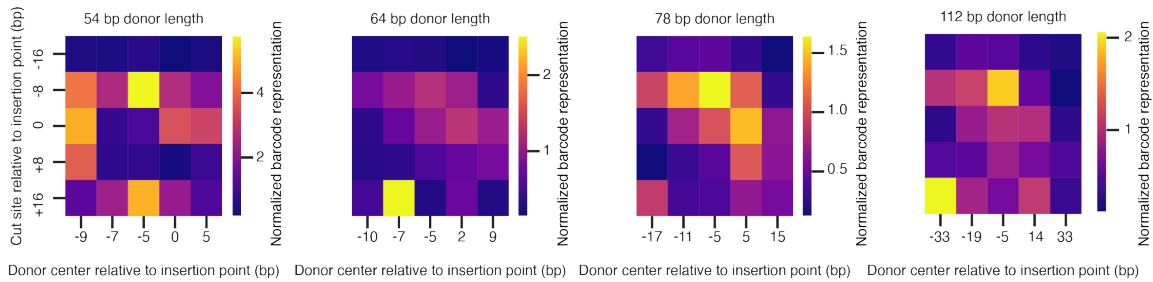 54 bp donor length
64 bp donor length
78 bp donor length
112 bp donor length
Cut site relative to insertion point (bp)
-16
-8
0
+8
+16
-9 -7 -5 0 5
4
2
Normalized barcode representation
-10 -7 -5 2 9
2
1
Normalized barcode representation
-17 -11 -5 5 15
1.5
1.0
0.5
Normalized barcode representation
-33 -19 -5 14 33
2
1
Normalized barcode representation
Donor center relative to insertion point (bp)
Donor center relative to insertion point (bp)
Donor center relative to insertion point (bp)
Donor center relative to insertion point (bp)